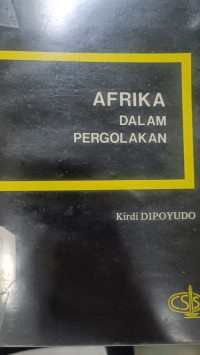 AFRIKA
DALAM
PERGOLAKAN
Kirdi DIPOYUDO
CSIS